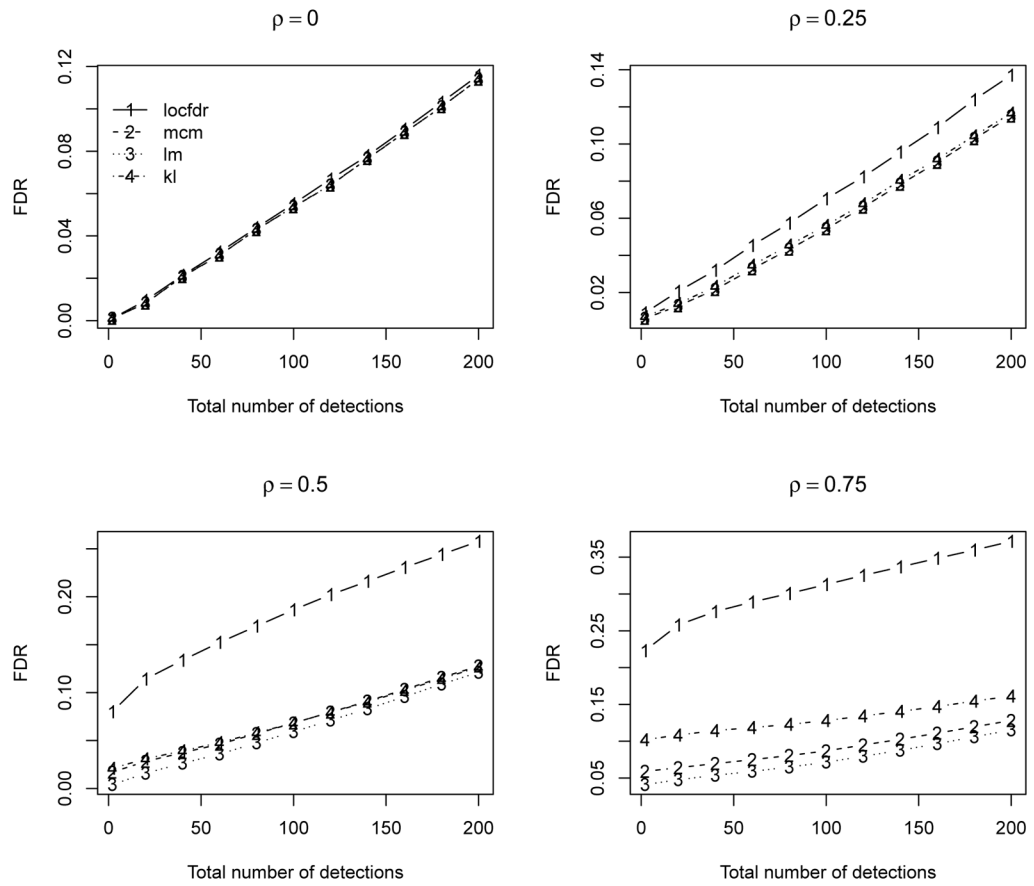 ρ = 0
FDR
0.00
0.04
0.08
0.12
1 locfdr
2 mcm
3 lm
4 kl
0 50 100 150 200
Total number of detections
ρ = 0.25
FDR
0.02
0.06
0.10
0.14
0 50 100 150 200
Total number of detections
ρ = 0.5
FDR
0.00
0.10
0.20
0 50 100 150 200
Total number of detections
ρ = 0.75
FDR
0.05
0.15
0.25
0.35
0 50 100 150 200
Total number of detections